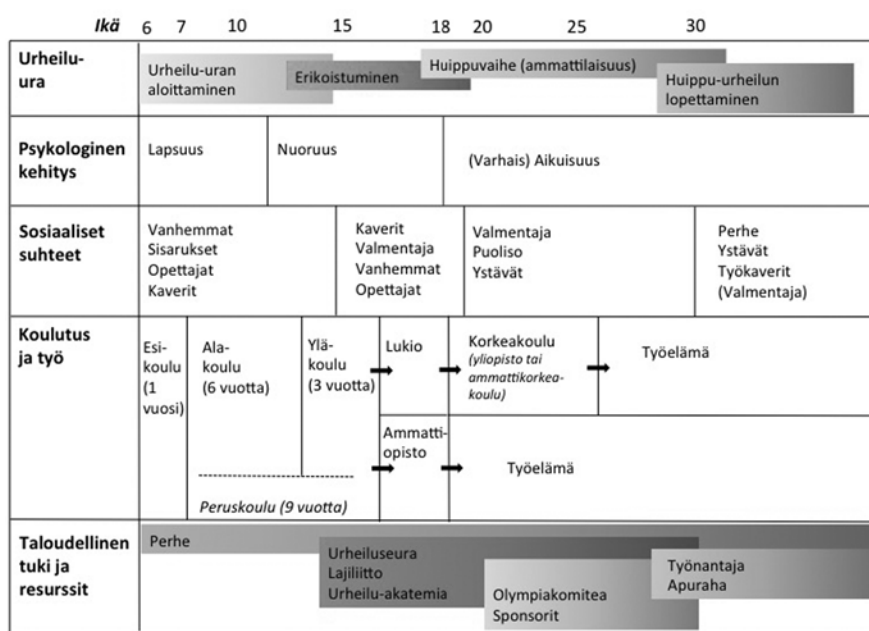 Ikä 6 7 10 15 18 20 25 30
Urheilu-
ura
Urheilu-uran
aloittaminen
Erikoistuminen
Huippuvaihe (ammattilaisuus)
Huippu-urheilun
lopettaminen
Psykologinen
kehitys
Lapsuus
Nuoruus
(Varhais) Aikuisuus
Sosiaaliset
suhteet
Vanhemmat
Sisarukset
Opettajat
Kaverit
Kaverit
Valmentaja
Vanhemmat
Opettajat
Valmentaja
Puoliso
Ystävät
Perhe
Ystävät
Työkaverit
(Valmentaja)
Koulutus
ja työ
Esi-
koulu
(1
vuosi)
Ala-
koulu
(6 vuotta)
Ylä-
koulu
(3 vuotta)
Peruskoulu (9 vuotta)
Lukio
Korkeakoulu
(yliopisto tai
ammattikorkea-
koulu)
Työelämä
Ammatti-
opisto
Työelämä
Taloudellinen
tuki ja
resurssit
Perhe
Urheiluseura
Lajiliitto
Urheilu-akatemia
Olympiakomitea
Sponsorit
Työnantaja
Apuraha